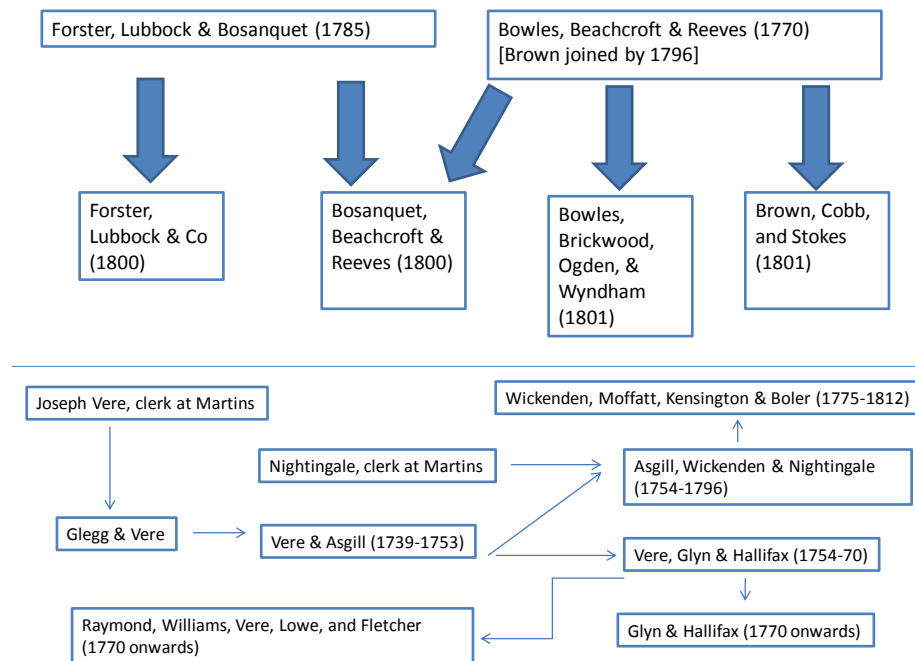 Forster, Lubbock & Bosanquet (1785)
Bowles, Beachcroft & Reeves (1770)
[Brown joined by 1796]
Forster,
Lubbock & Co
(1800)
Bosanquet,
Beachcroft &
Reeves (1800)
Bowles,
Brickwood,
Ogden, &
Wyndham
(1801)
Brown, Cobb,
and Stokes
(1801)
Joseph Vere, clerk at Martins
Wickenden, Moffatt, Kensington & Boler (1775-1812)
Nightingale, clerk at Martins
Asgill, Wickenden & Nightingale
(1754-1796)
Glegg & Vere
Vere & Asgill (1739-1753)
Vere, Glyn & Hallifax (1754-70)
Raymond, Williams, Vere, Lowe, and Fletcher
(1770 onwards)
Glyn & Hallifax (1770 onwards)